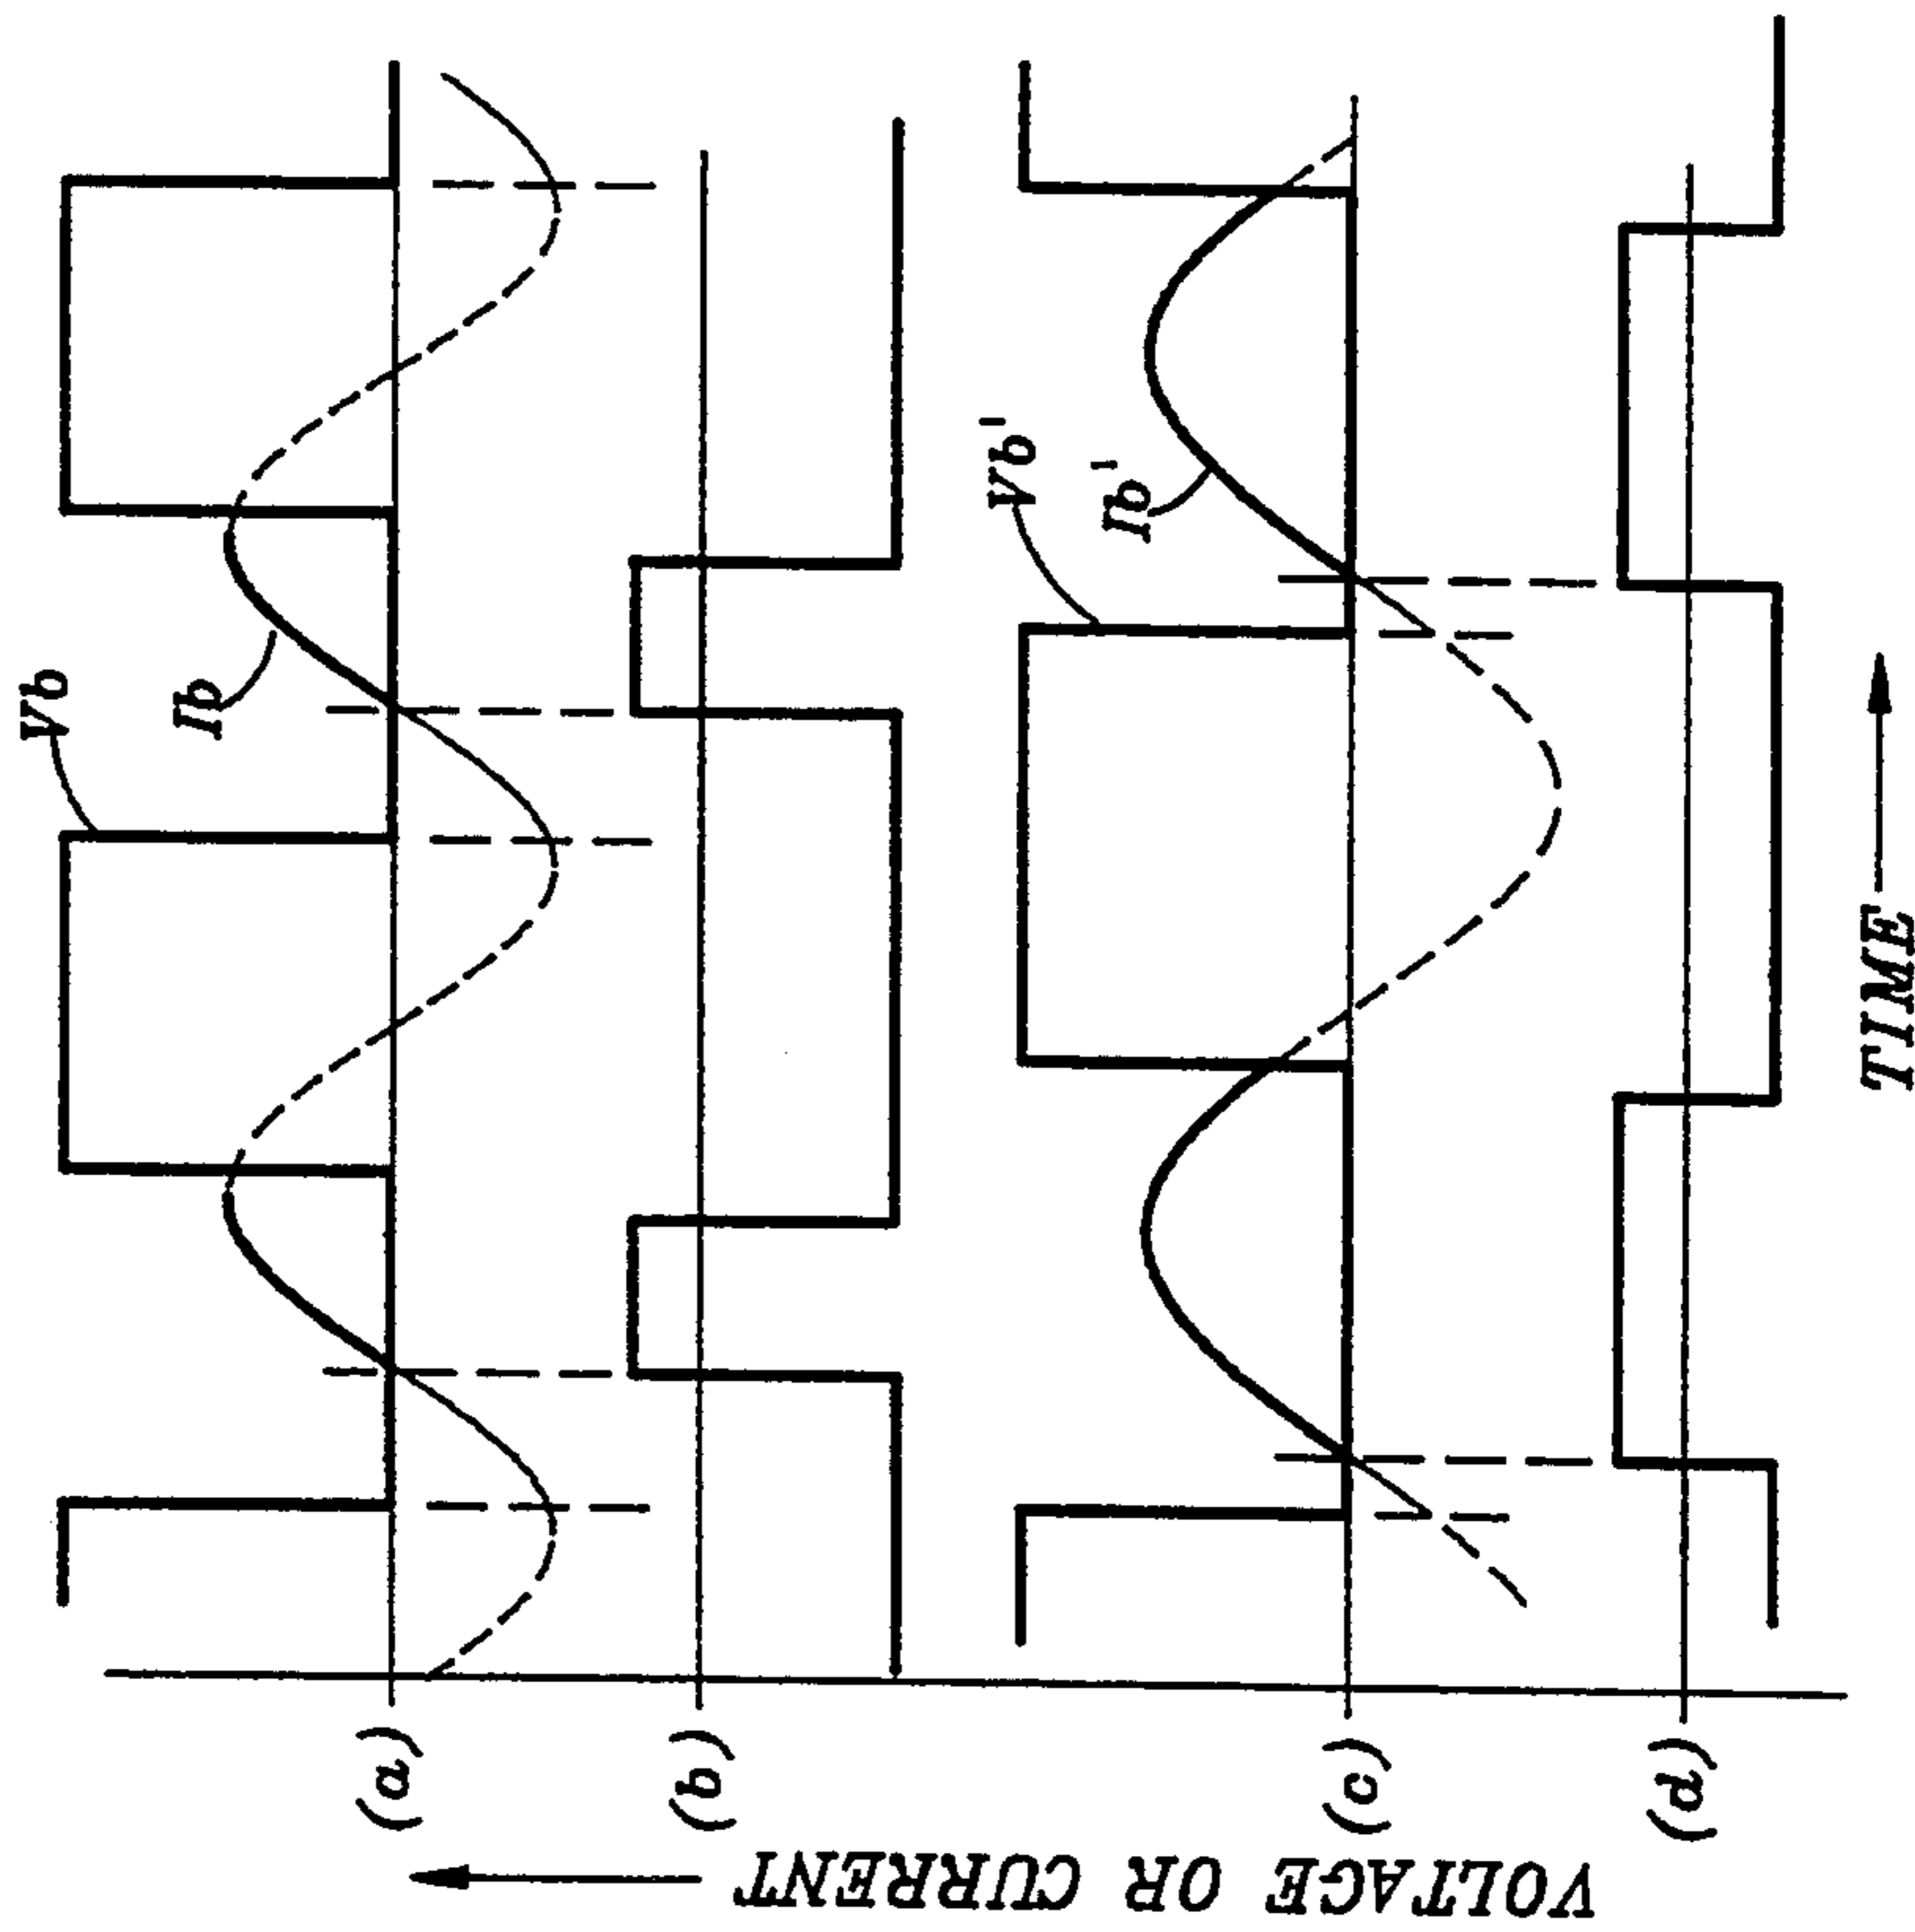 Vb
Ib
(a)
(b)
Vb'
Ib'
(c)
(d)
VOLTAGE OR CURRENT
TIME